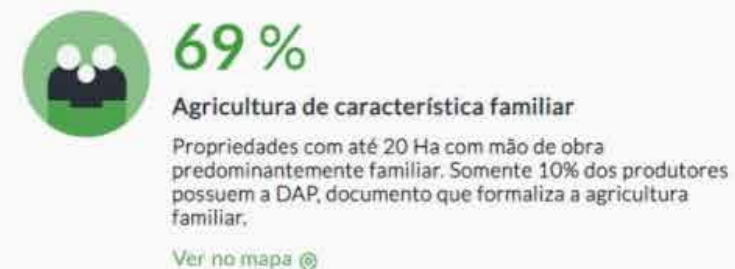 69 %
Agricultura de característica familiar
Propriedades com até 20 Ha com mão de obra
predominantemente familiar. Somente 10% dos produtores
possuem a DAP, documento que formaliza a agricultura
familiar.
Ver no mapa